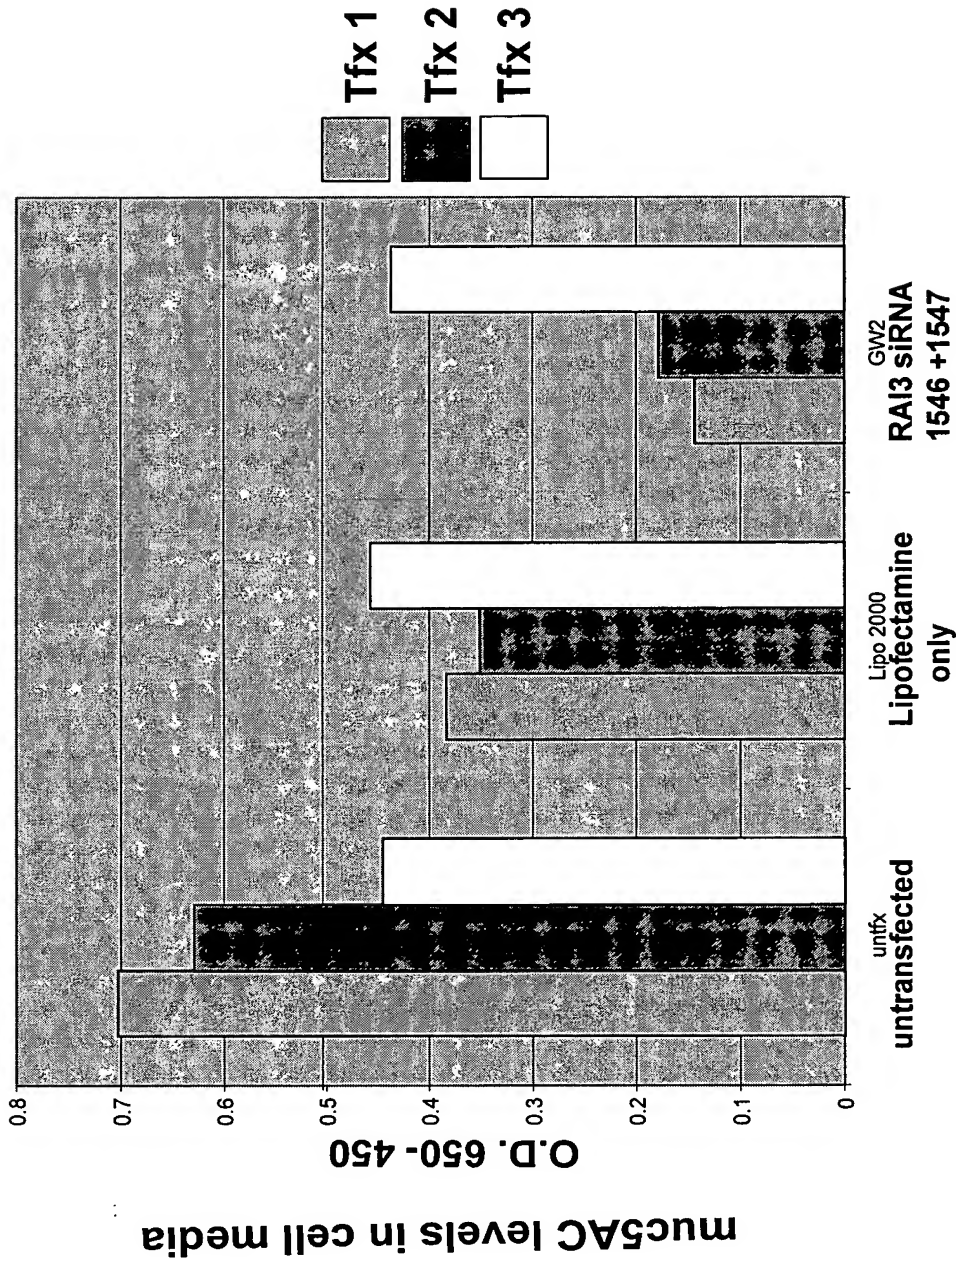 muc5AC levels in cell media
O.D. 650-450
0.8
0.7
0.6
0.5
0.4
0.3
0.2
0.1
0
untfx
untransfected
Lipo 2000
Lipofectamine
only
GW2
RAI3 siRNA
1546 +1547
Tfx 1
Tfx 2
Tfx 3